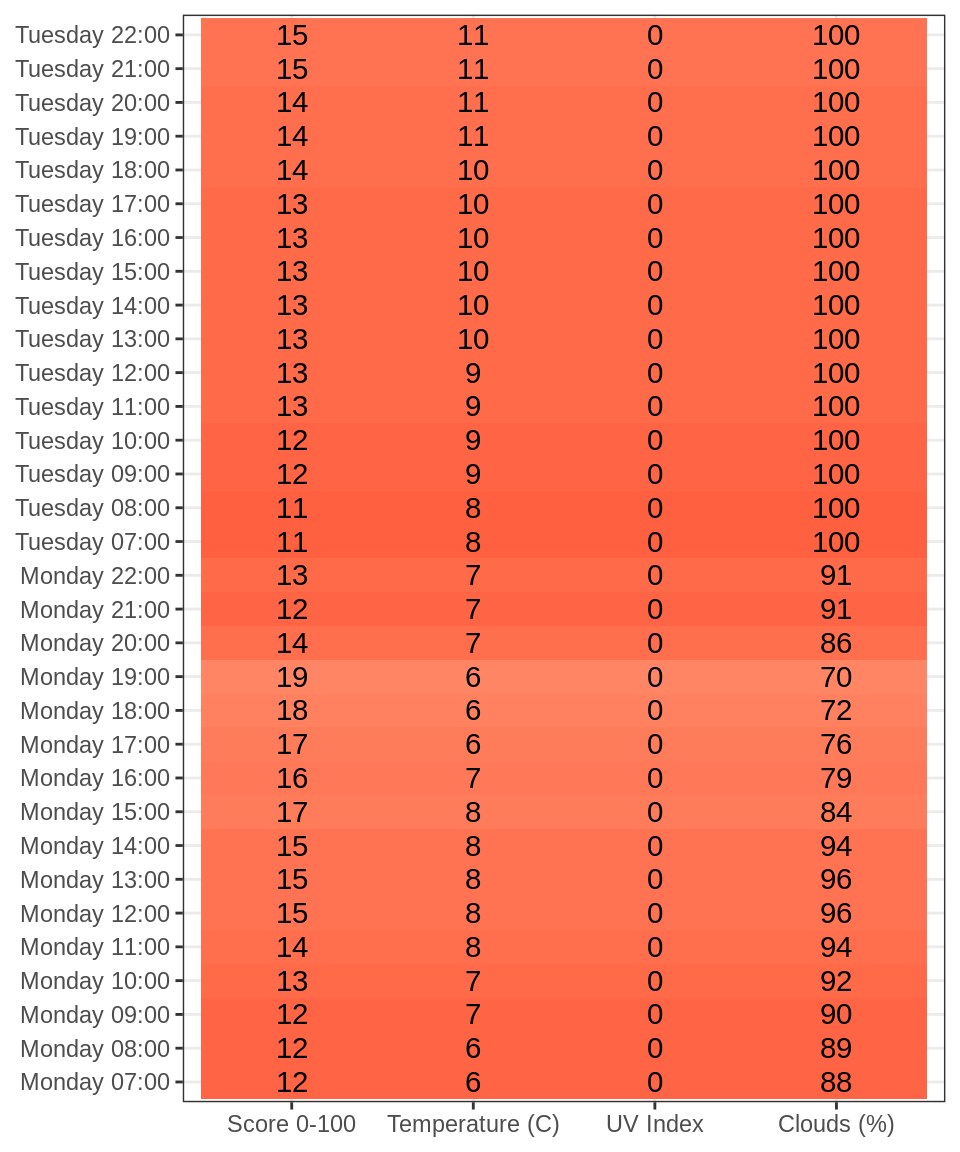 Tuesday 22:00 15 11 0 100
Tuesday 21:00 15 11 0 100
Tuesday 20:00 14 11 0 100
Tuesday 19:00 14 11 0 100
Tuesday 18:00 14 10 0 100
Tuesday 17:00 13 10 0 100
Tuesday 16:00 13 10 0 100
Tuesday 15:00 13 10 0 100
Tuesday 14:00 13 10 0 100
Tuesday 13:00 13 10 0 100
Tuesday 12:00 13 9 0 100
Tuesday 11:00 13 9 0 100
Tuesday 10:00 12 9 0 100
Tuesday 09:00 12 9 0 100
Tuesday 08:00 11 8 0 100
Tuesday 07:00 11 8 0 100
Monday 22:00 13 7 0 91
Monday 21:00 12 7 0 91
Monday 20:00 14 7 0 86
Monday 19:00 19 6 0 70
Monday 18:00 18 6 0 72
Monday 17:00 17 6 0 76
Monday 16:00 16 7 0 79
Monday 15:00 17 8 0 84
Monday 14:00 15 8 0 94
Monday 13:00 15 8 0 96
Monday 12:00 15 8 0 96
Monday 11:00 14 8 0 94
Monday 10:00 13 7 0 92
Monday 09:00 12 7 0 90
Monday 08:00 12 6 0 89
Monday 07:00 12 6 0 88
Score 0-100 Temperature (C) UV Index Clouds (%)